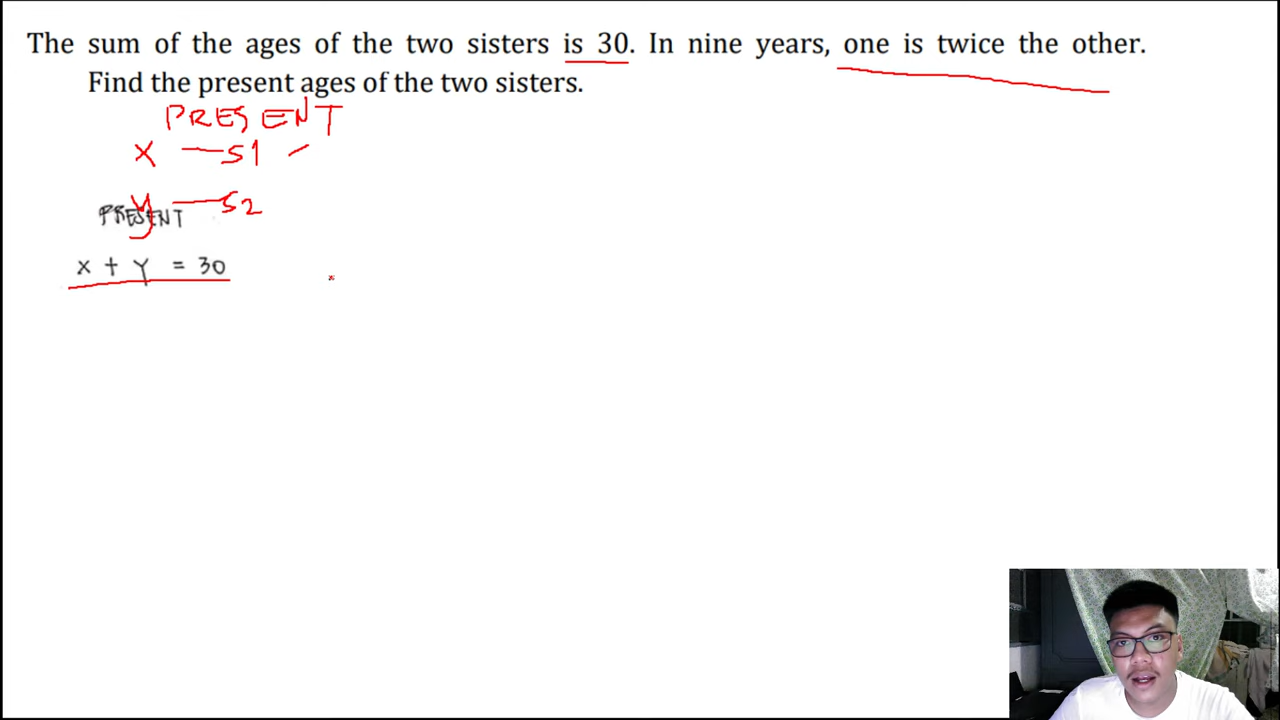 The sum of the ages of the two sisters is 30. In nine years, one is twice the other.
Find the present ages of the two sisters.
PRESENT
X — S1
y — S2
PRESENT
x + y = 30